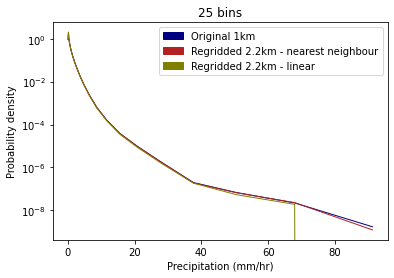 25 bins
Original 1km
Regridded 2.2km - nearest neighbour
Regridded 2.2km - linear
Probability density
10⁰
10⁻²
10⁻⁴
10⁻⁶
10⁻⁸
0 20 40 60 80
Precipitation (mm/hr)